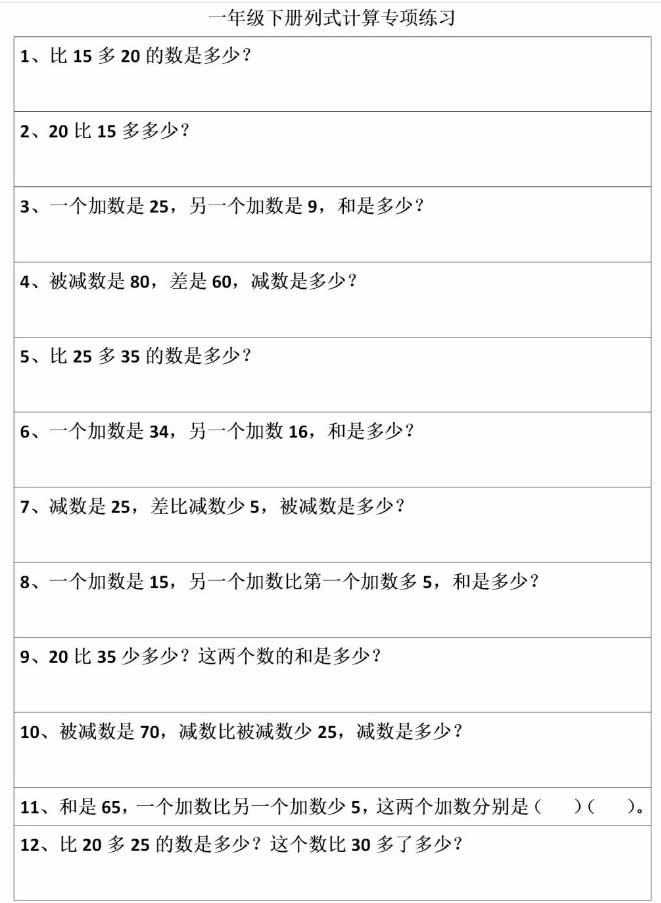 一年级下册列式计算专项练习
1、比 15 多 20 的数是多少？
2、20 比 15 多多少？
3、一个加数是 25，另一个加数是 9，和是多少？
4、被减数是 80，差是 60，减数是多少？
5、比 25 多 35 的数是多少？
6、一个加数是 34，另一个加数 16，和是多少？
7、减数是 25，差比减数少 5，被减数是多少？
8、一个加数是 15，另一个加数比第一个加数多 5，和是多少？
9、20 比 35 少多少？这两个数的和是多少？
10、被减数是 70，减数比被减数少 25，减数是多少？
11、和是 65，一个加数比另一个加数少 5，这两个加数分别是（　　）（　　）。
12、比 20 多 25 的数是多少？这个数比 30 多了多少？